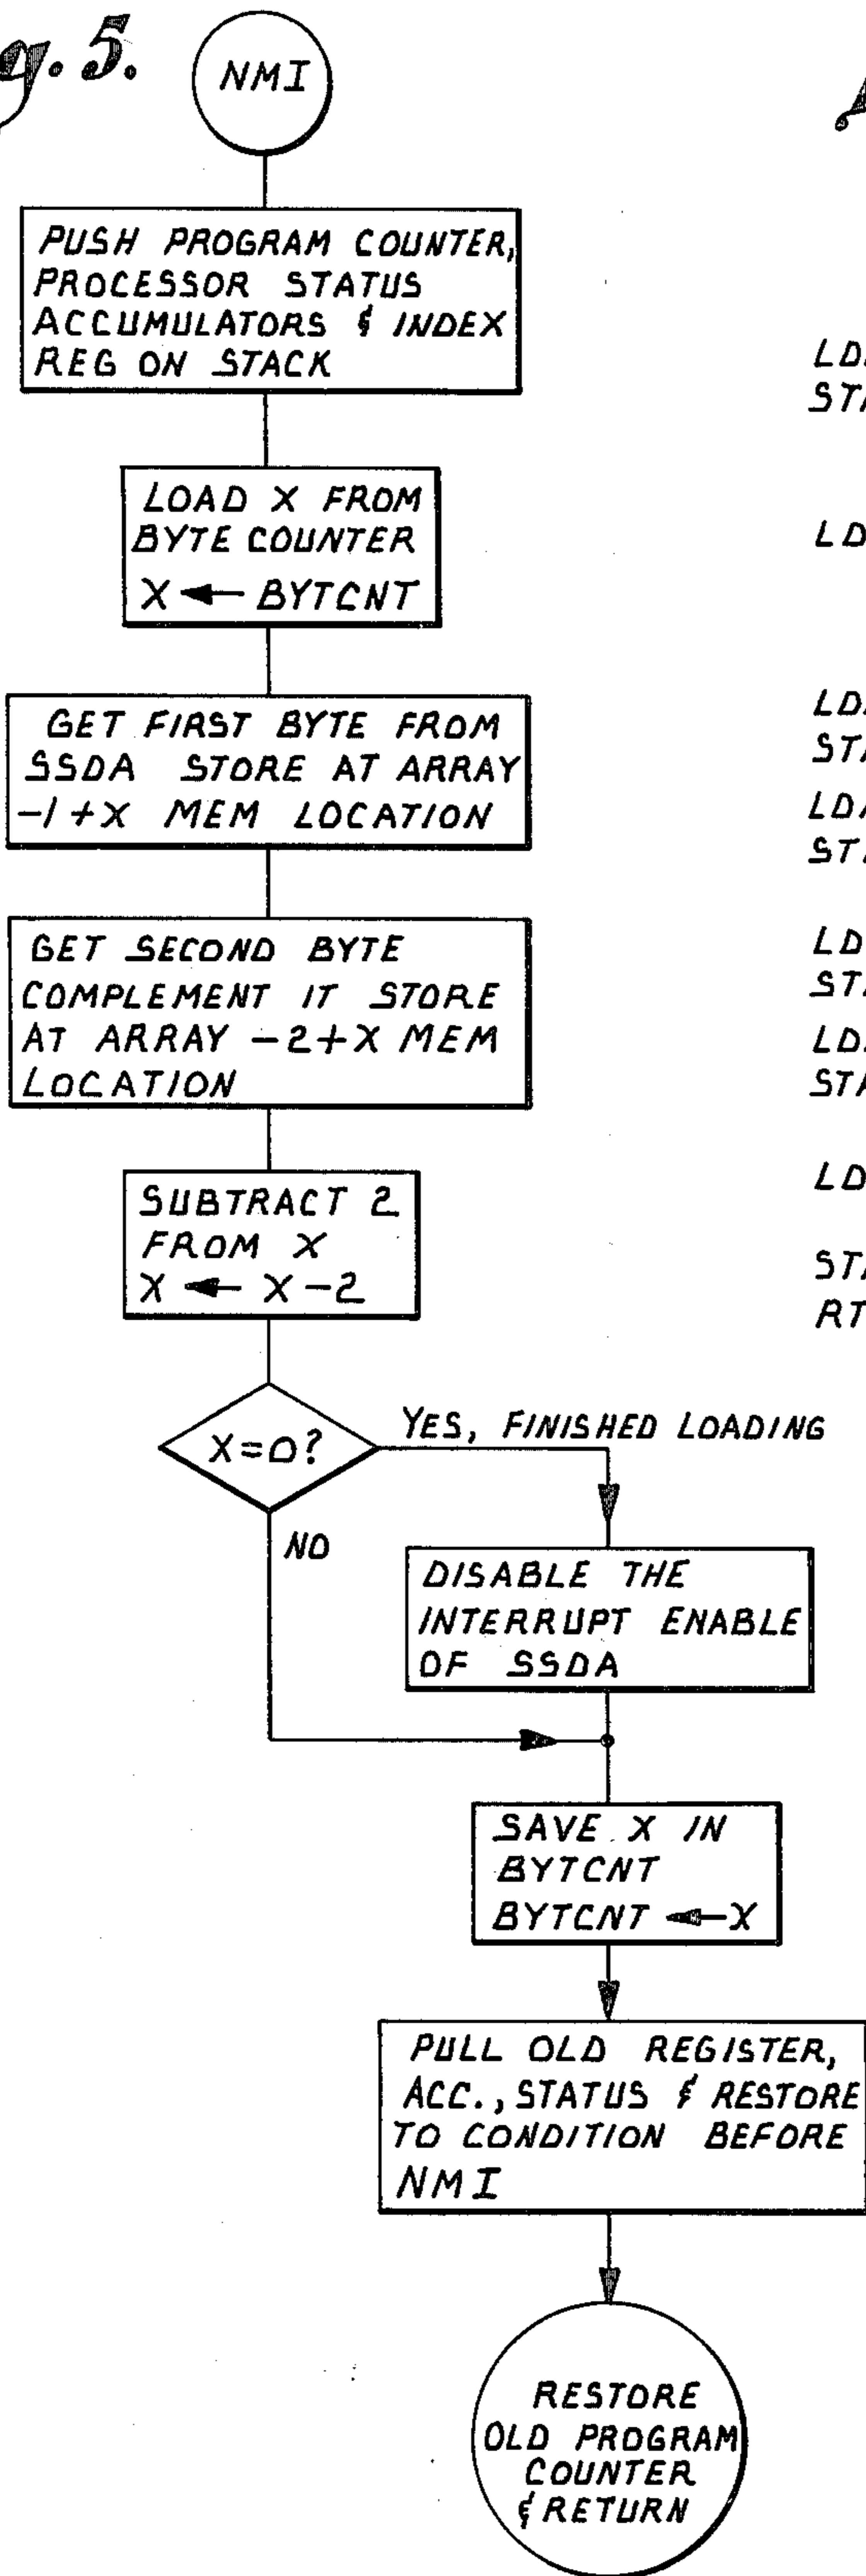 g. 5.
NMI
PUSH PROGRAM COUNTER,
PROCESSOR STATUS
ACCUMULATORS & INDEX
REG ON STACK
LOAD X FROM
BYTE COUNTER
X ← BYTCNT
GET FIRST BYTE FROM
SSDA STORE AT ARRAY
-1+X MEM LOCATION
GET SECOND BYTE
COMPLEMENT IT STORE
AT ARRAY -2+X MEM
LOCATION
SUBTRACT 2
FROM X
X ← X-2
X=0?
YES, FINISHED LOADING
NO
DISABLE THE
INTERRUPT ENABLE
OF SSDA
SAVE X IN
BYTCNT
BYTCNT ← X
PULL OLD REGISTER,
ACC., STATUS & RESTORE
TO CONDITION BEFORE
NMI
RESTORE
OLD PROGRAM
COUNTER
& RETURN